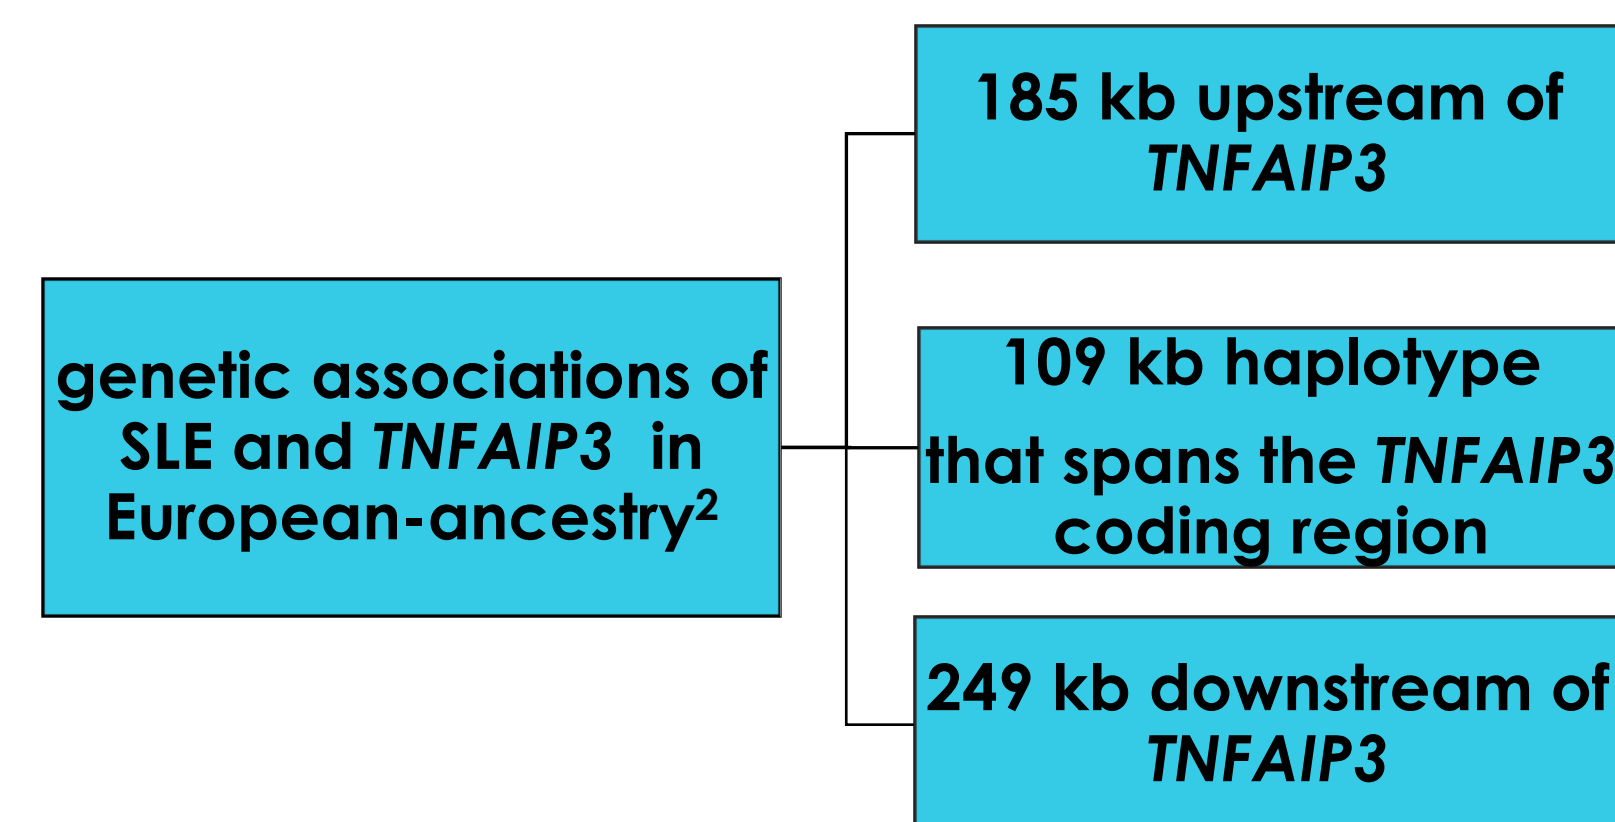 genetic associations of
SLE and TNFAIP3 in
European-ancestry²
185 kb upstream of
TNFAIP3
109 kb haplotype
that spans the TNFAIP3
coding region
249 kb downstream of
TNFAIP3